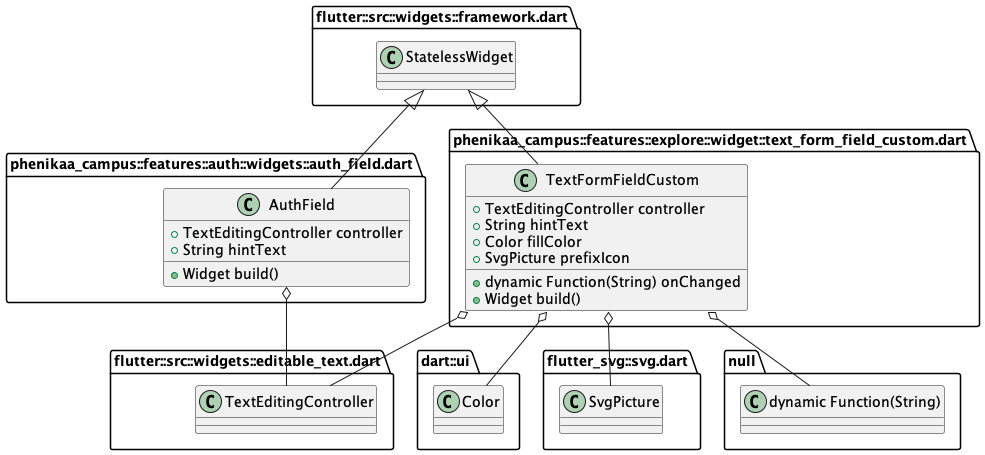 flutter::src::widgets::framework.dart
C StatelessWidget
phenikaa_campus::features::auth::widgets::auth_field.dart
C AuthField
TextEditingController controller
String hintText
Widget build()
phenikaa_campus::features::explore::widget::text_form_field_custom.dart
C TextFormFieldCustom
TextEditingController controller
String hintText
Color fillColor
SvgPicture prefixIcon
dynamic Function(String) onChanged
Widget build()
flutter::src::widgets::editable_text.dart
C TextEditingController
dart::ui
C Color
flutter_svg::svg.dart
C SvgPicture
null
C dynamic Function(String)